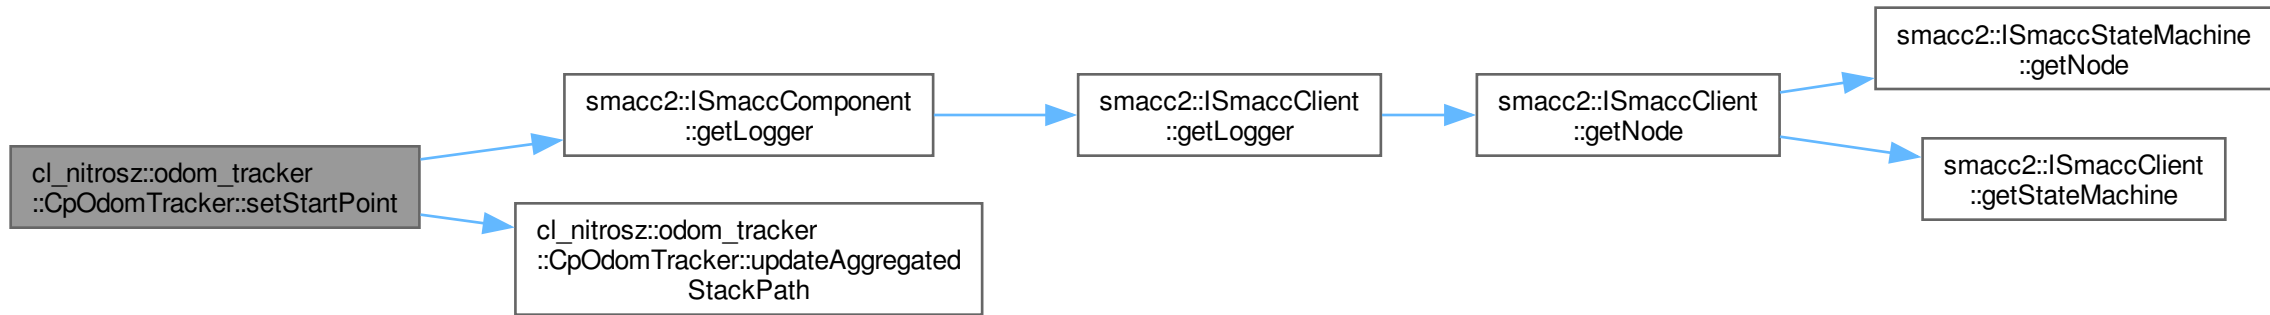 cl_nitrosz::odom_tracker
::CpOdomTracker::setStartPoint
smacc2::ISmaccComponent
::getLogger
cl_nitrosz::odom_tracker
::CpOdomTracker::updateAggregated
StackPath
smacc2::ISmaccClient
::getLogger
smacc2::ISmaccClient
::getNode
smacc2::ISmaccStateMachine
::getNode
smacc2::ISmaccClient
::getStateMachine